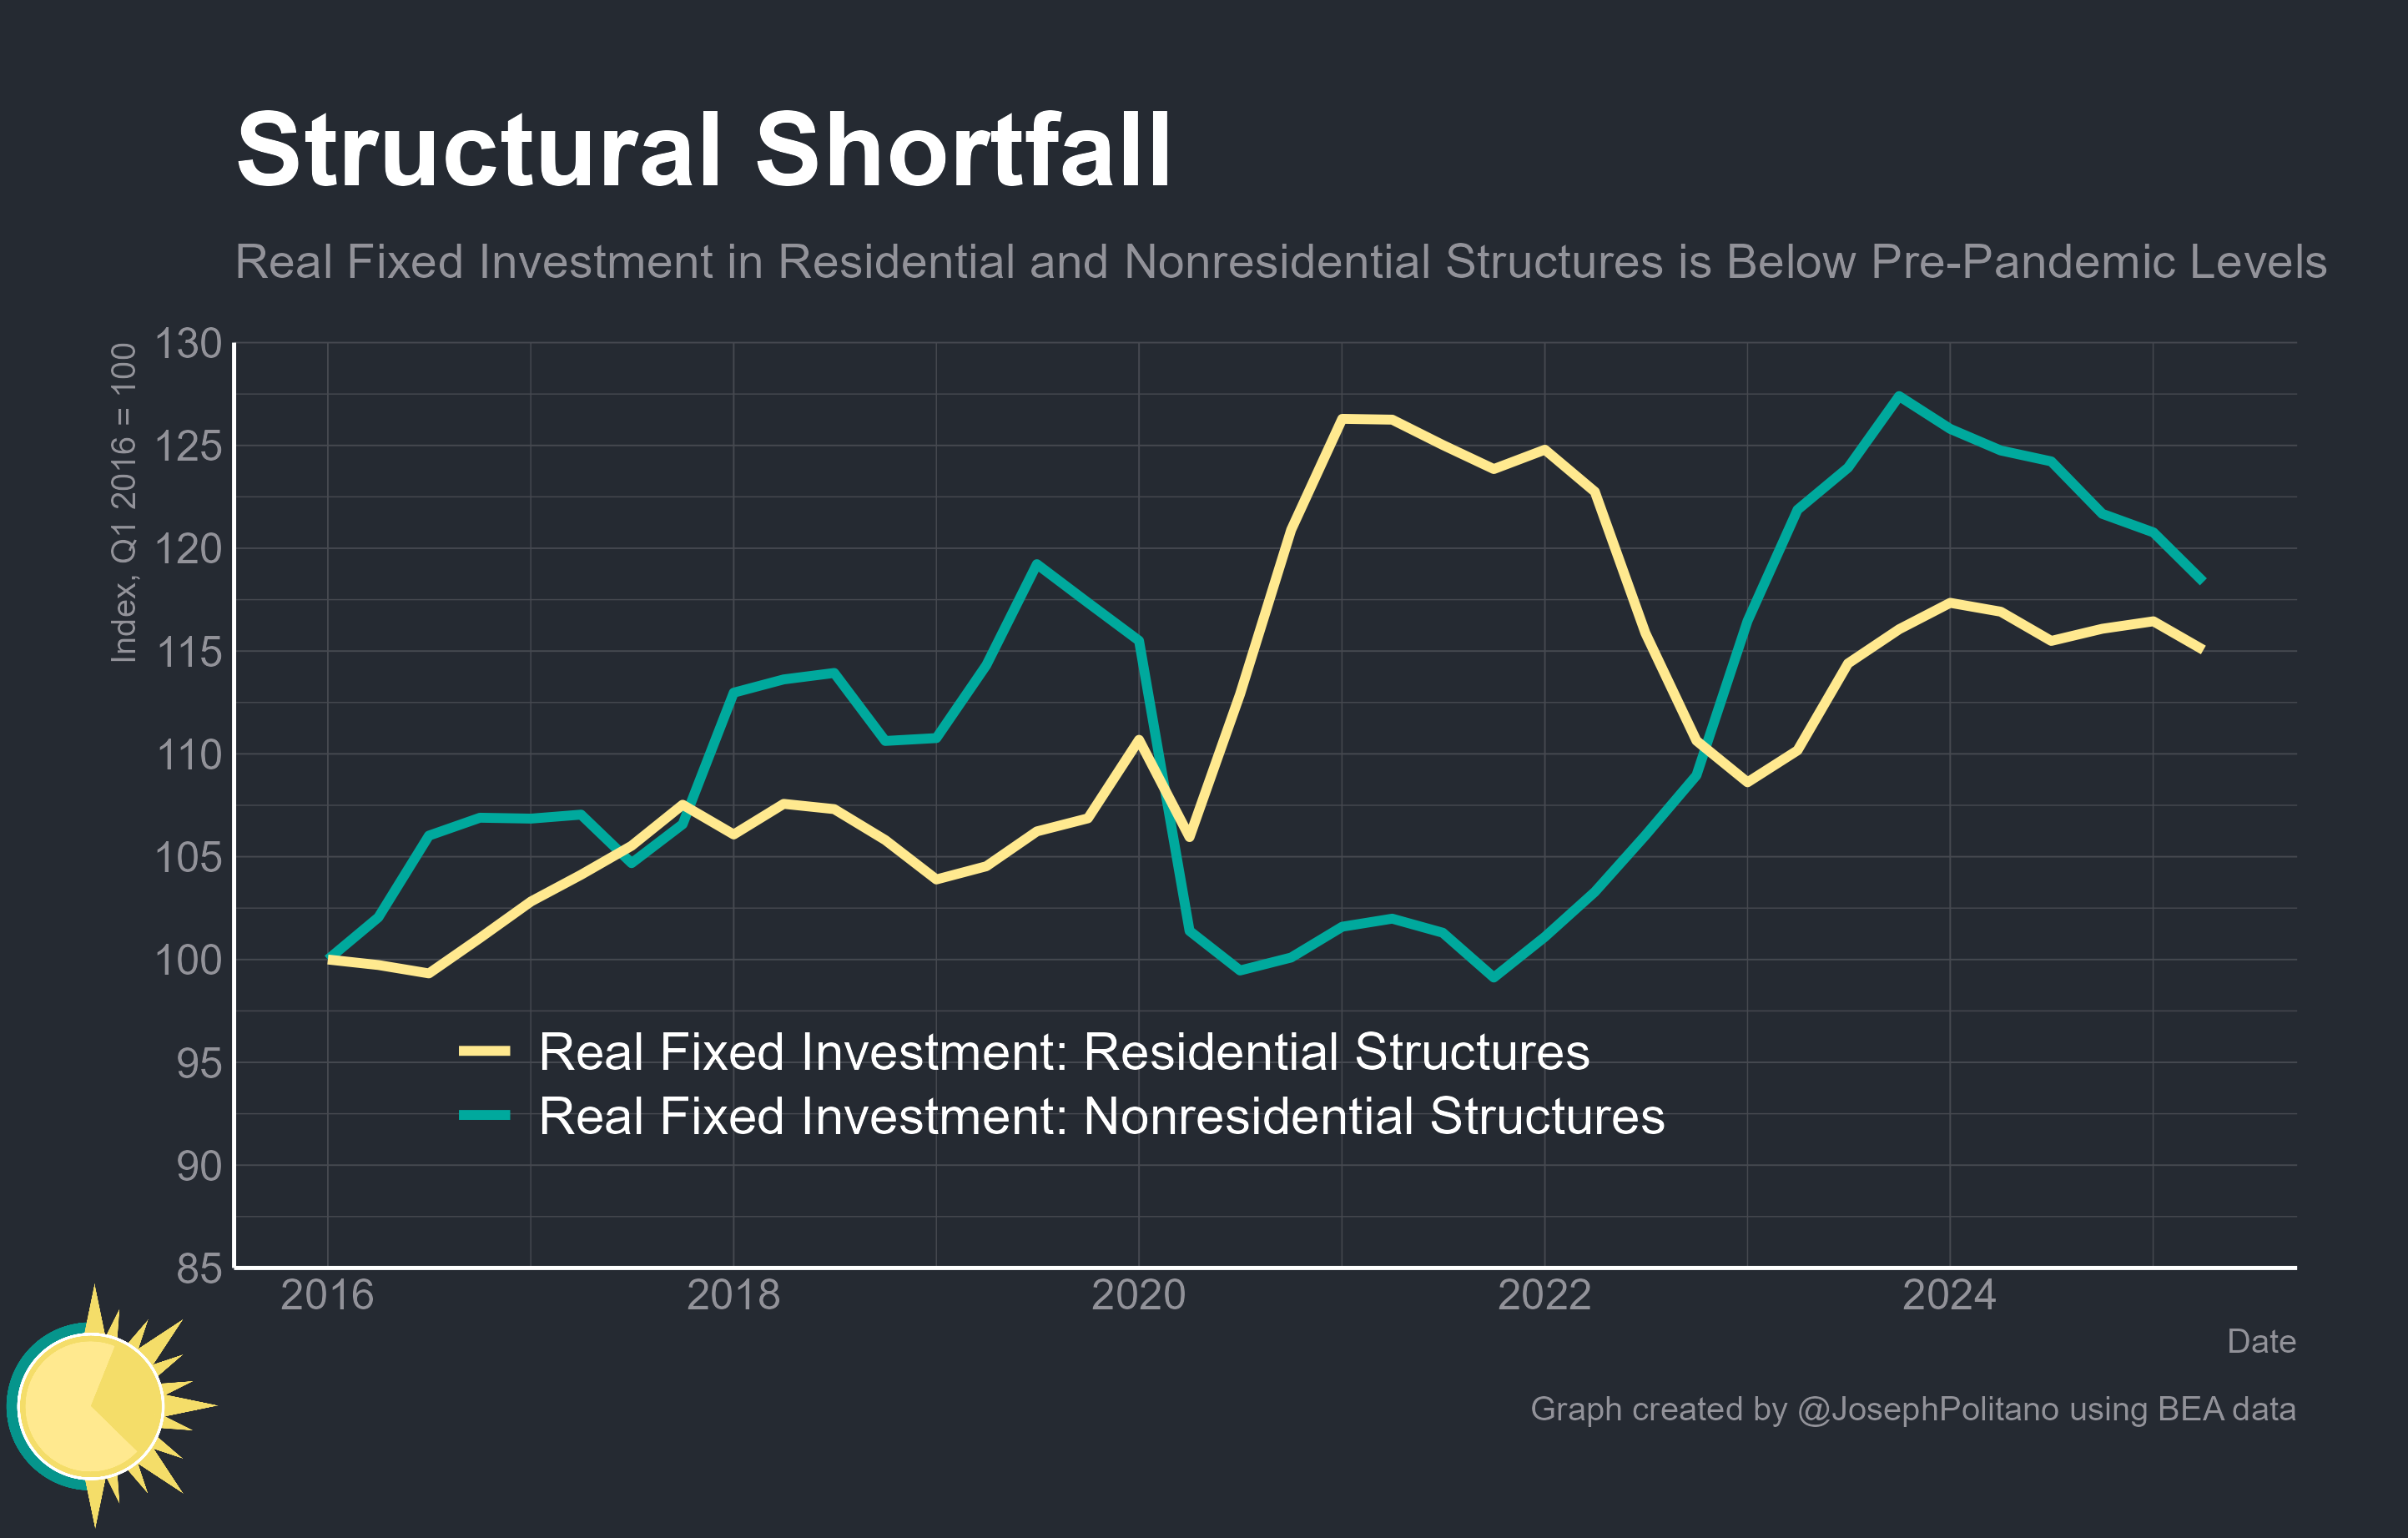 Structural Shortfall
Real Fixed Investment in Residential and Nonresidential Structures is Below Pre-Pandemic Levels
Index, Q1 2016 = 100
130
125
120
115
110
105
100
95
90
85
Real Fixed Investment: Residential Structures
Real Fixed Investment: Nonresidential Structures
2016 2018 2020 2022 2024
Date
Graph created by @JosephPolitano using BEA data